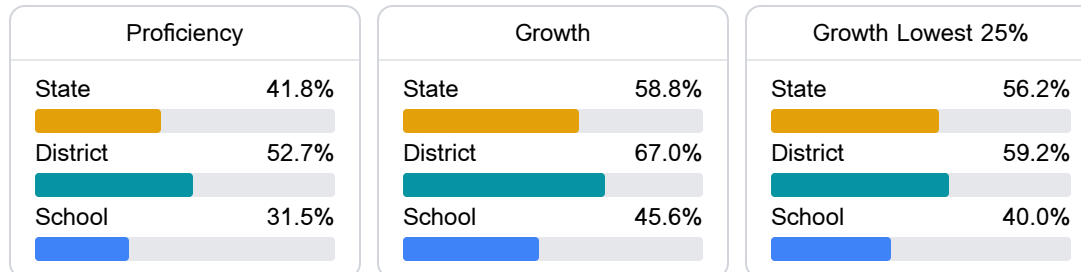 Proficiency
State 41.8%
District 52.7%
School 31.5%
Growth
State 58.8%
District 67.0%
School 45.6%
Growth Lowest 25%
State 56.2%
District 59.2%
School 40.0%